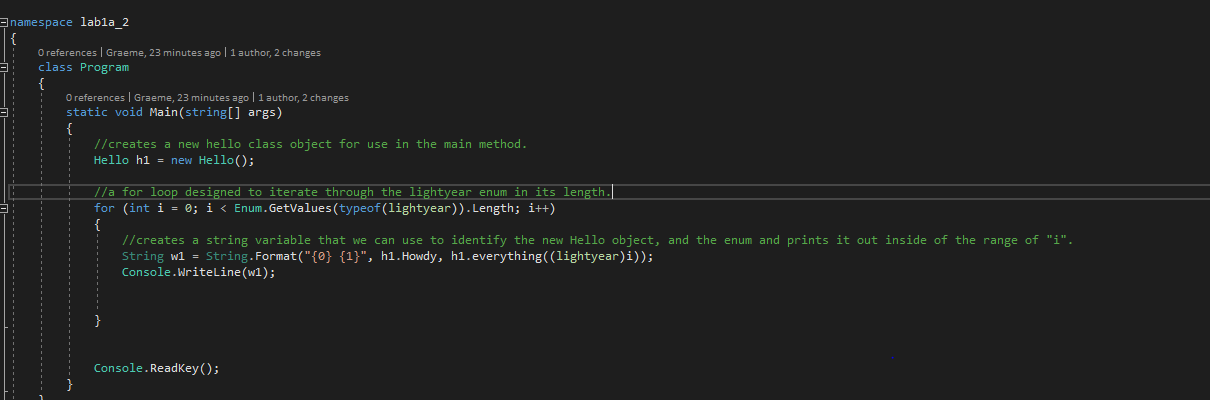 namespace lab1a_2
{
0 references | Graeme, 23 minutes ago | 1 author, 2 changes
class Program
{
0 references | Graeme, 23 minutes ago | 1 author, 2 changes
static void Main(string[] args)
{
//creates a new hello class object for use in the main method.
Hello h1 = new Hello();
//a for loop designed to iterate through the lightyear enum in its length.
for (int i = 0; i < Enum.GetValues(typeof(lightyear)).Length; i++)
{
//creates a string variable that we can use to identify the new Hello object, and the enum and prints it out inside of the range of "i".
String w1 = String.Format("{0} {1}", h1.Howdy, h1.everything((lightyear)i));
Console.WriteLine(w1);
}
Console.ReadKey();
}
}